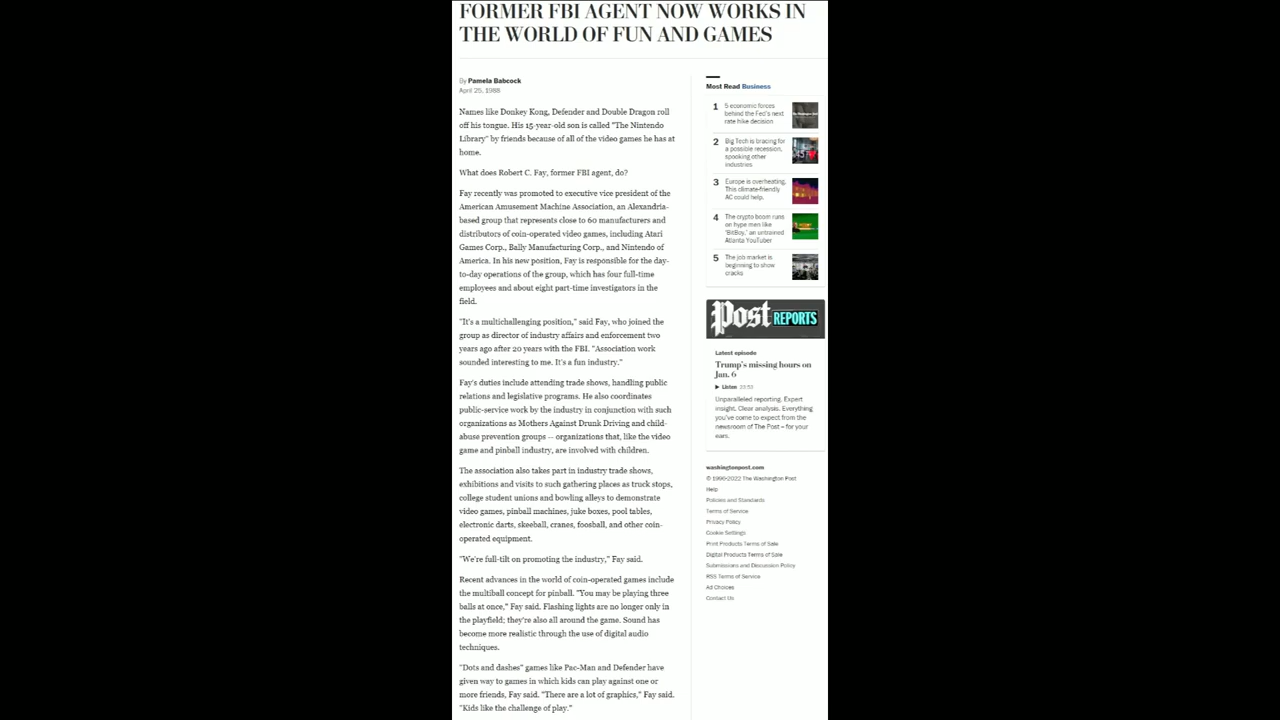 FORMER FBI AGENT NOW WORKS IN
THE WORLD OF FUN AND GAMES
By Pamela Babcock
April 25, 1988
Names like Donkey Kong, Defender and Double Dragon roll
off his tongue. His 15-year-old son is called "The Nintendo
Library" by friends because of all of the video games he has at
home.
What does Robert C. Fay, former FBI agent, do?
Fay recently was promoted to executive vice president of the
American Amusement Machine Association, an Alexandria-
based group that represents close to 60 manufacturers and
distributors of coin-operated video games, including Atari
Games Corp., Bally Manufacturing Corp., and Nintendo of
America. In his new position, Fay is responsible for the day-
to-day operations of the group, which has four full-time
employees and about eight part-time investigators in the
field.
"It's a multichallenging position," said Fay, who joined the
group as director of industry affairs and enforcement two
years ago after 20 years with the FBI. "Association work
sounded interesting to me. It's a fun industry."
Fay's duties include attending trade shows, handling public
relations and legislative programs. He also coordinates
public-service work by the industry in conjunction with such
organizations as Mothers Against Drunk Driving and child-
abuse prevention groups -- organizations that, like the video
game and pinball industry, are involved with children.
The association also takes part in industry trade shows,
exhibitions and visits to such gathering places as truck stops,
college student unions and bowling alleys to demonstrate
video games, pinball machines, juke boxes, pool tables,
electronic darts, skeeball, cranes, foosball, and other coin-
operated equipment.
"We're full-tilt on promoting the industry," Fay said.
Recent advances in the world of coin-operated games include
the multiball concept for pinball. "You may be playing three
balls at once," Fay said. Flashing lights are no longer only in
the playfield; they're also all around the game. Sound has
become more realistic through the use of digital audio
techniques.
"Dots and dashes" games like Pac-Man and Defender have
given way to games in which kids can play against one or
more friends, Fay said. "There are a lot of graphics," Fay said.
"Kids like the challenge of play."
Most Read Business
1 5 economic forces
behind the Fed's next
rate hike decision
2 Big Tech is bracing for
a possible recession,
spooking other
industries
3 Europe is overheating.
This climate-friendly
AC could help.
4 The crypto boom runs
on hype men like
'BitBoy,' an untrained
Atlanta YouTuber
5 The job market is
beginning to show
cracks
Post REPORTS
Latest episode
Trump's missing hours on
Jan. 6
Listen 23:53
Unparalleled reporting. Expert
insight. Clear analysis. Everything
you've come to expect from the
newsroom of The Post – for your
ears.
washingtonpost.com
© 1996-2022 The Washington Post
Help
Policies and Standards
Terms of Service
Privacy Policy
Cookie Settings
Print Products Terms of Sale
Digital Products Terms of Sale
Submissions and Discussion Policy
RSS Terms of Service
Ad Choices
Contact Us